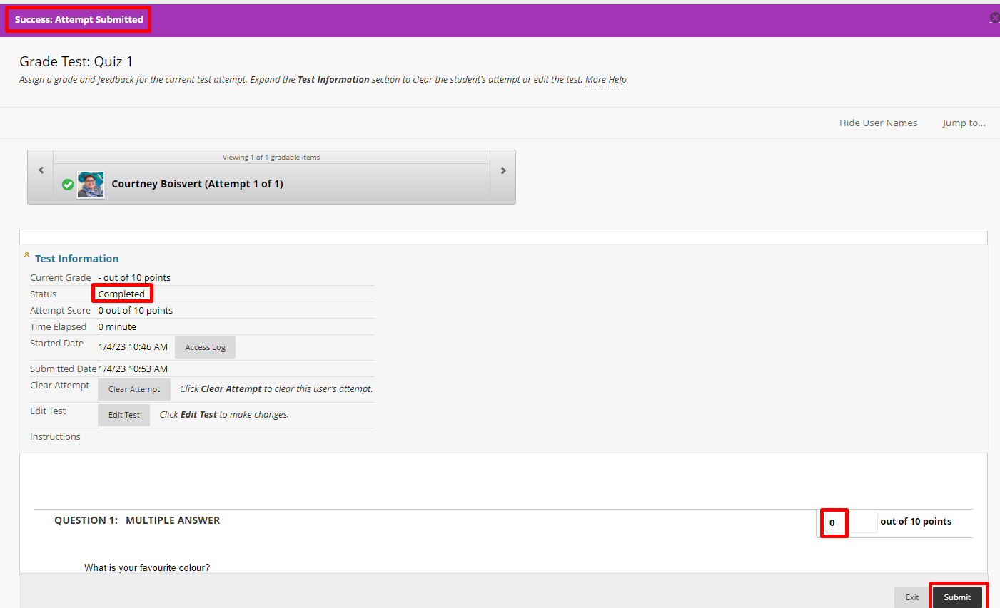 Success: Attempt Submitted
Grade Test: Quiz 1
Assign a grade and feedback for the current test attempt. Expand the Test Information section to clear the student's attempt or edit the test. More Help
Hide User Names Jump to...
Viewing 1 of 1 gradable items
Courtney Boisvert (Attempt 1 of 1)
Test Information
Current Grade - out of 10 points
Status Completed
Attempt Score 0 out of 10 points
Time Elapsed 0 minute
Started Date 1/4/23 10:46 AM Access Log
Submitted Date 1/4/23 10:53 AM
Clear Attempt Clear Attempt Click Clear Attempt to clear this user's attempt.
Edit Test Edit Test Click Edit Test to make changes.
Instructions
QUESTION 1: MULTIPLE ANSWER 0 out of 10 points
What is your favourite colour?
Exit Submit